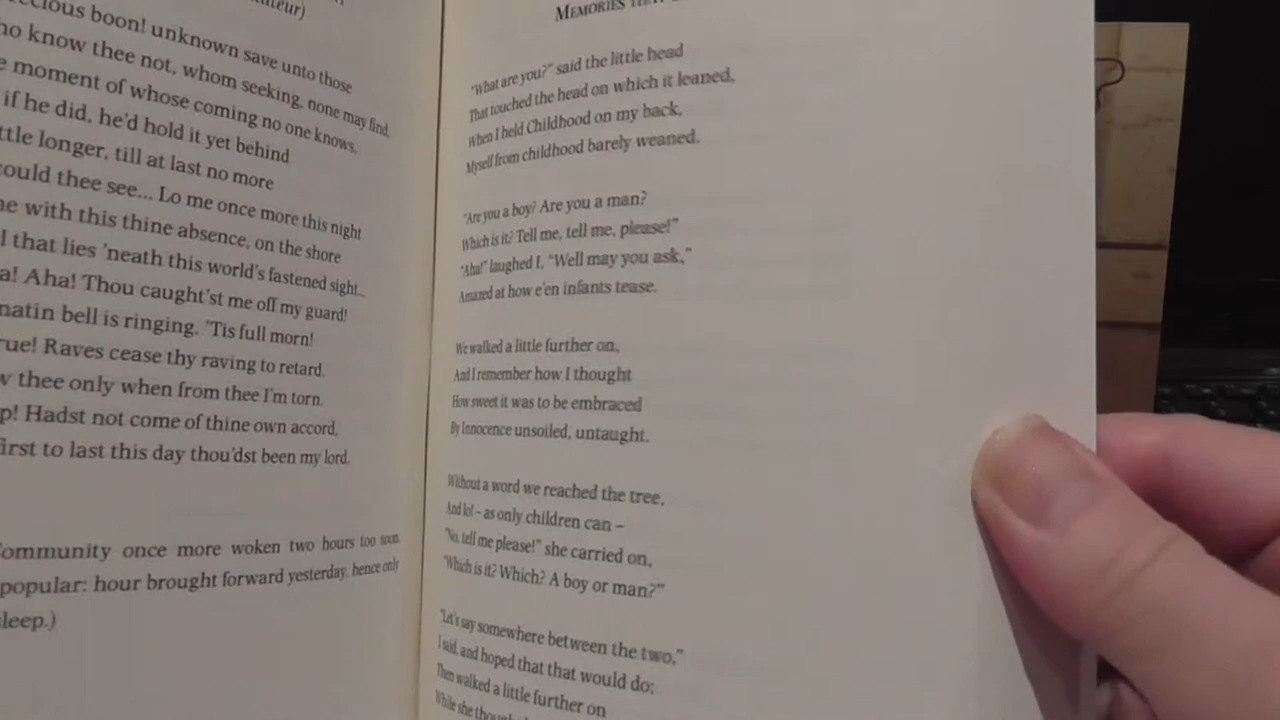 boon! unknown save unto those
know thee not, whom seeking, none may find,
moment of whose coming no one knows,
if he did, he'd hold it yet behind
longer, till at last no more
thee see... Lo me once more this night
with this thine absence, on the shore
that lies 'neath this world's fastened sight...
Aha! Thou caught'st me off my guard!
bell is ringing. 'Tis full morn!
Raves cease thy raving to retard.
thee only when from thee I'm torn.
Hadst not come of thine own accord,
first to last this day thou'dst been my lord.
Community once more woken two hours too soon
popular: hour brought forward yesterday, hence only
sleep.)
MEMORIES
"What are you?" said the little head
That touched the head on which it leaned,
When I held Childhood on my back,
Myself from childhood barely weaned.
"Are you a boy? Are you a man?
Which is it? Tell me, tell me, please!"
"Aha!" laughed I, "Well may you ask,"
Amazed at how e'en infants tease.
We walked a little further on,
And I remember how I thought
How sweet it was to be embraced
By Innocence unsoiled, untaught.
Without a word we reached the tree,
And lo! – as only children can –
"No, tell me please!" she carried on,
"Which is it? Which? A boy or man?"
"Let's say somewhere between the two,"
I said, and hoped that that would do;
Then walked a little further on
While she